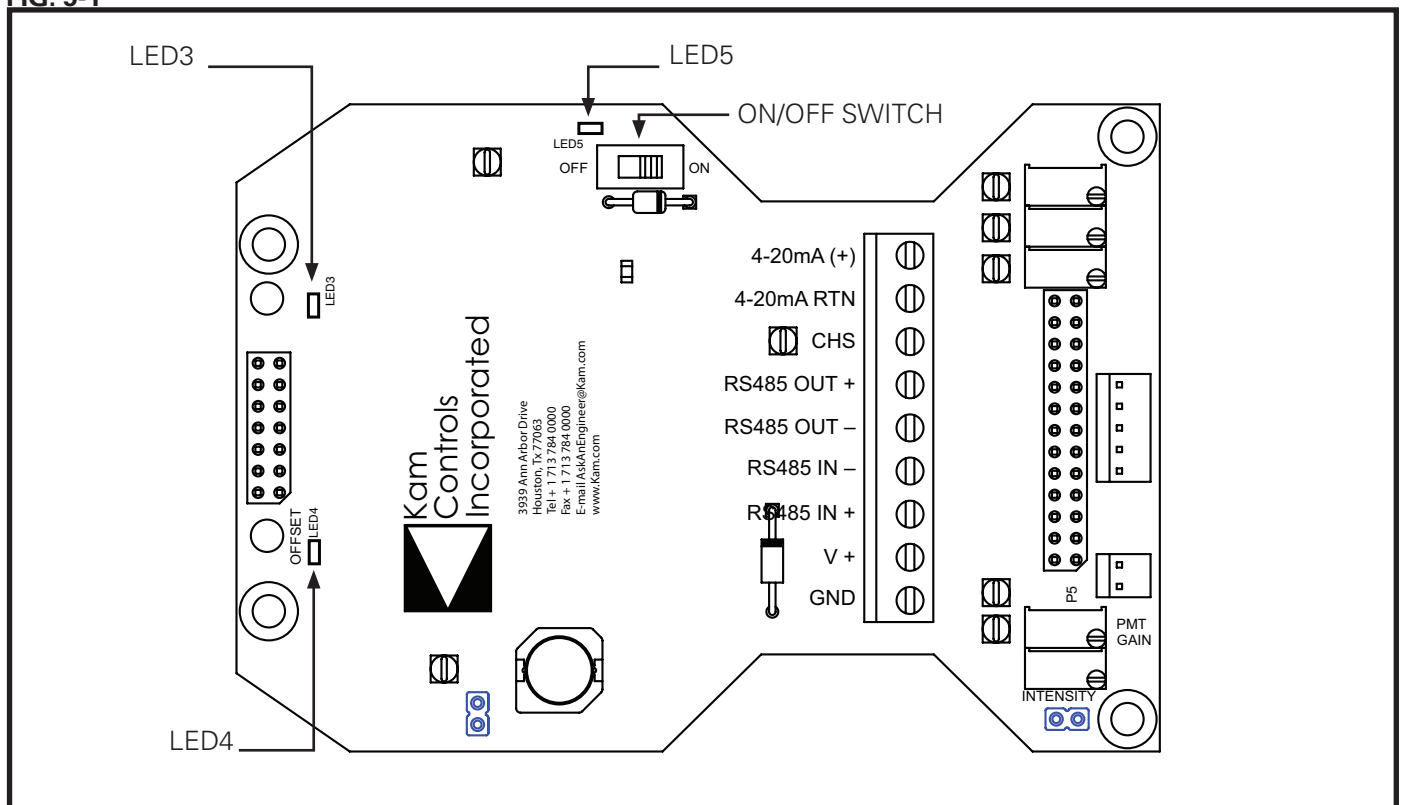 FIG. 3-1
LED3
LED5
ON/OFF SWITCH
LED5
OFF
ON
LED3
4-20mA (+)
4-20mA RTN
CHS
RS485 OUT +
RS485 OUT –
RS485 IN –
RS485 IN +
V +
GND
Kam
Controls
Incorporated
3939 Ann Arbor Drive
Houston, Tx 77063
Tel + 1 713 784 0000
Fax + 1 713 784 0000
E-mail AskAnEngineer@Kam.com
www.Kam.com
OFFSET
LED4
P5
PMT
GAIN
INTENSITY
LED4